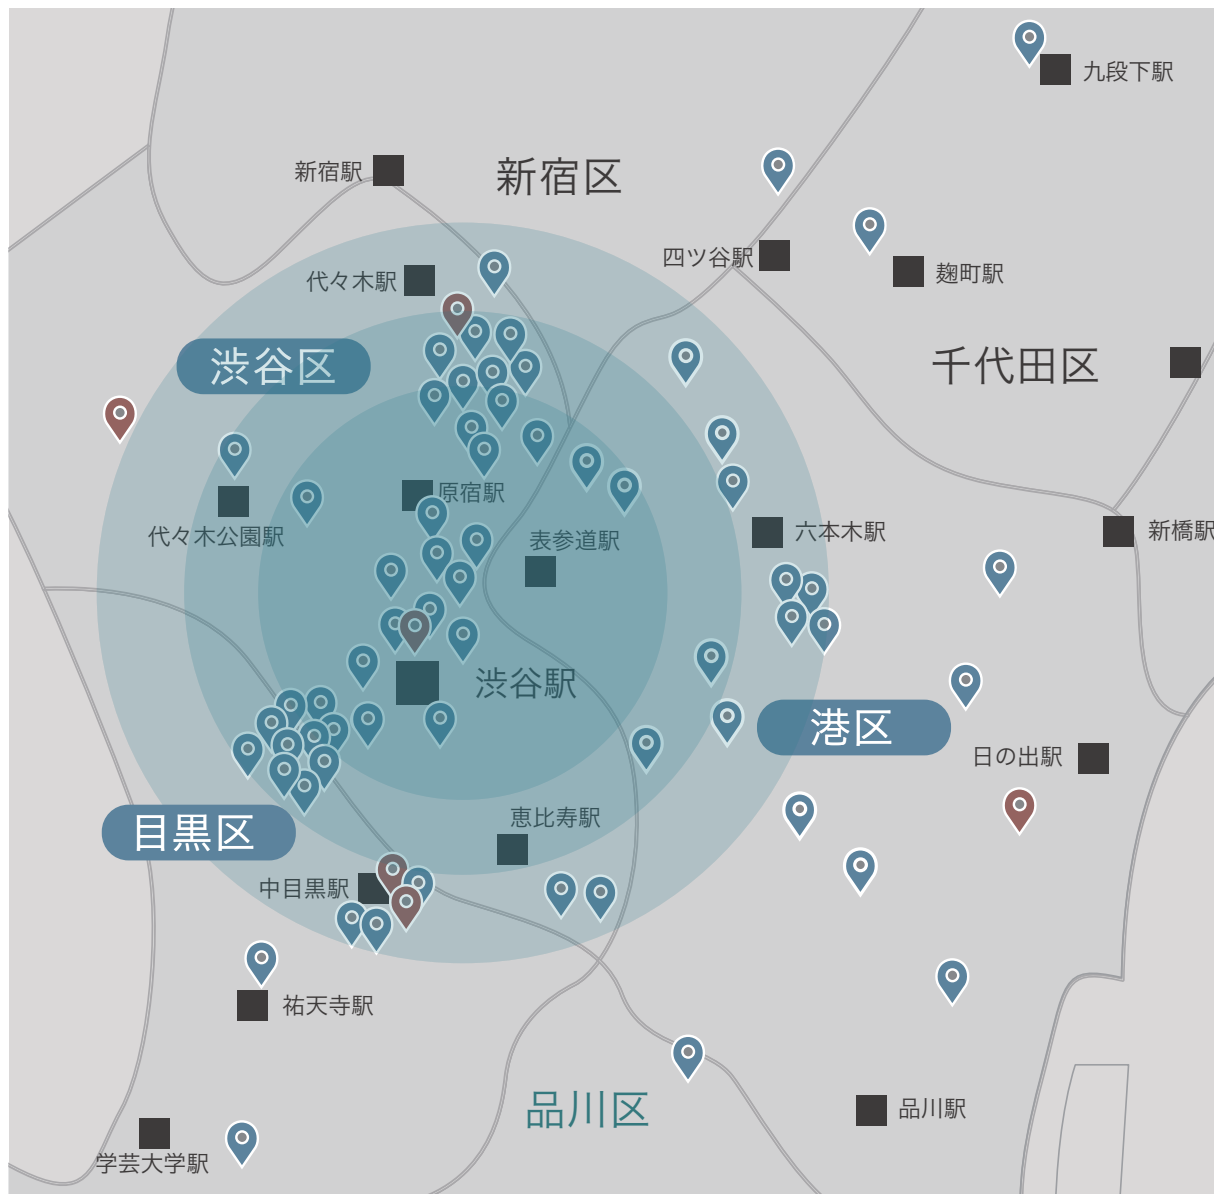 九段下駅
新宿駅
新宿区
四ツ谷駅
麹町駅
代々木駅
渋谷区
千代田区
原宿駅
代々木公園駅
表参道駅
六本木駅
新橋駅
渋谷駅
港区
日の出駅
目黒区
恵比寿駅
中目黒駅
祐天寺駅
品川区
品川駅
学芸大学駅